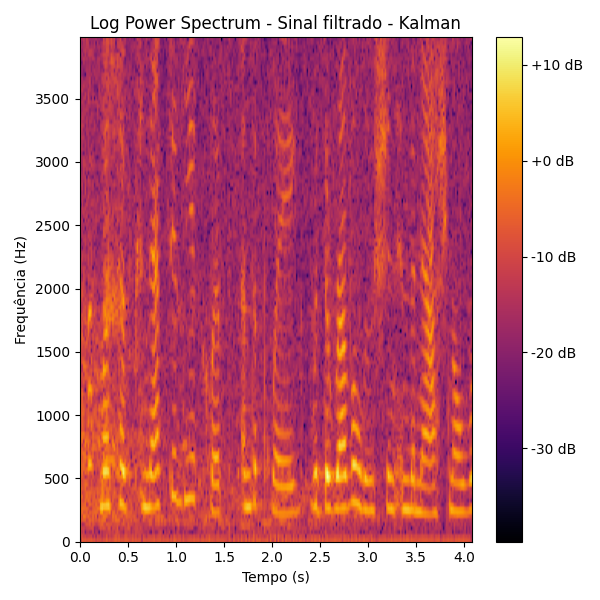 Log Power Spectrum - Sinal filtrado - Kalman
Frequência (Hz)
3500
3000
2500
2000
1500
1000
500
0
0.0 0.5 1.0 1.5 2.0 2.5 3.0 3.5 4.0
Tempo (s)
+10 dB
+0 dB
-10 dB
-20 dB
-30 dB